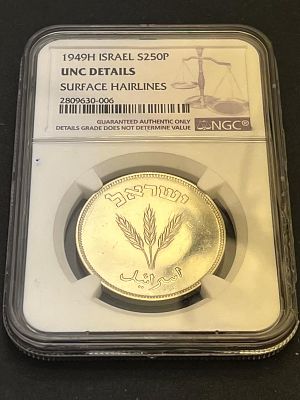 1949H ISRAEL S250P
UNC DETAILS
SURFACE HAIRLINES
2809630-006
GUARANTEED AUTHENTIC ONLY
DETAILS GRADE DOES NOT DETERMINE VALUE
NGC
ישראל
اسرائيل